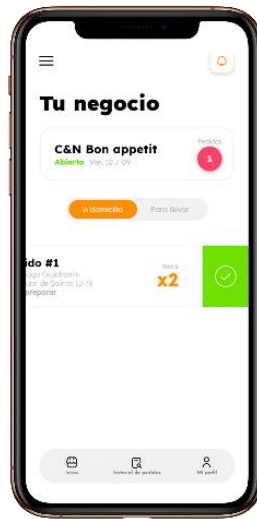 Tu negocio
C&N Bon appetit
Pedidos
Abierto Vie. 10 / 09
1
A domicilio Para llevar
ido #1
Items
x2
preparar
Inicio
Historial de pedidos
Mi perfil